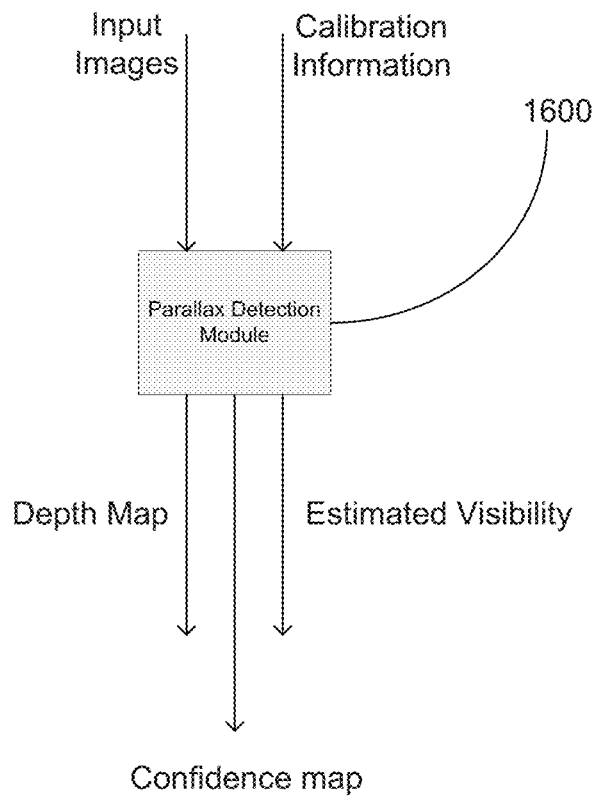 Input
Images
Calibration
Information
1600
Parallax Detection
Module
Depth Map
Estimated Visibility
Confidence map